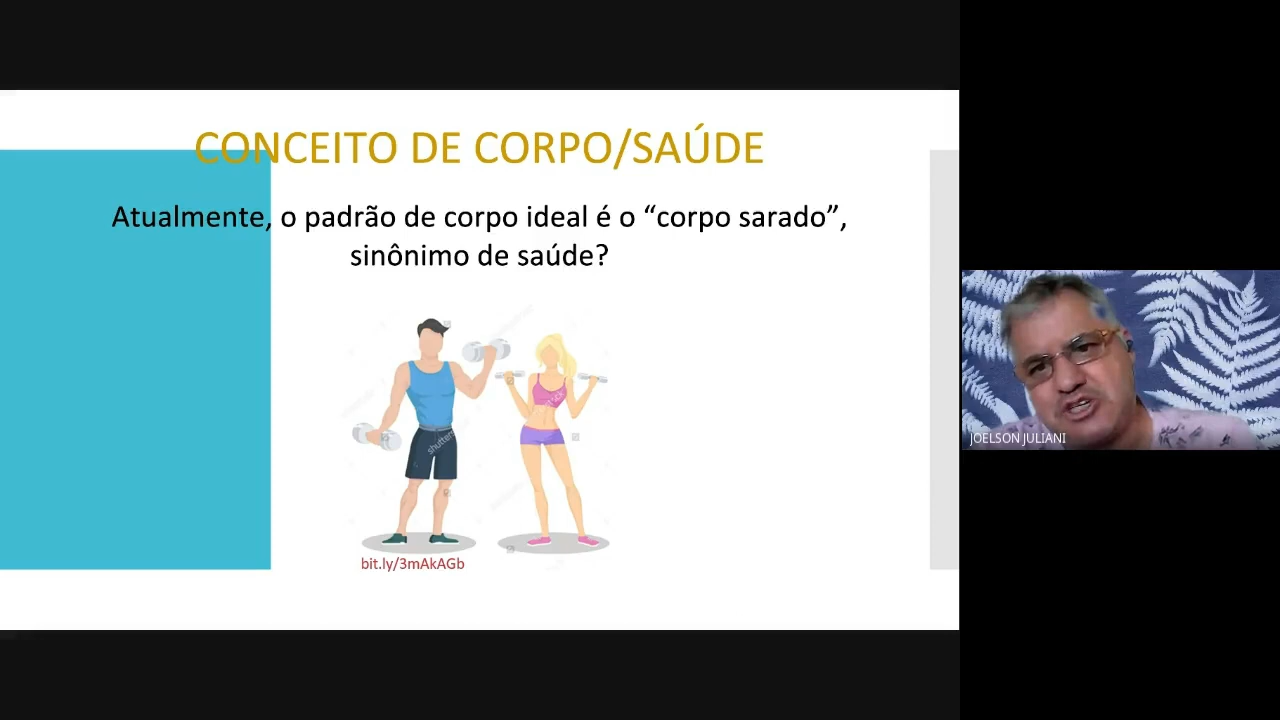 CONCEITO DE CORPO/SAÚDE
Atualmente, o padrão de corpo ideal é o “corpo sarado”,
sinônimo de saúde?
shutters
bit.ly/3mAkAGb
JOELSON JULIANI